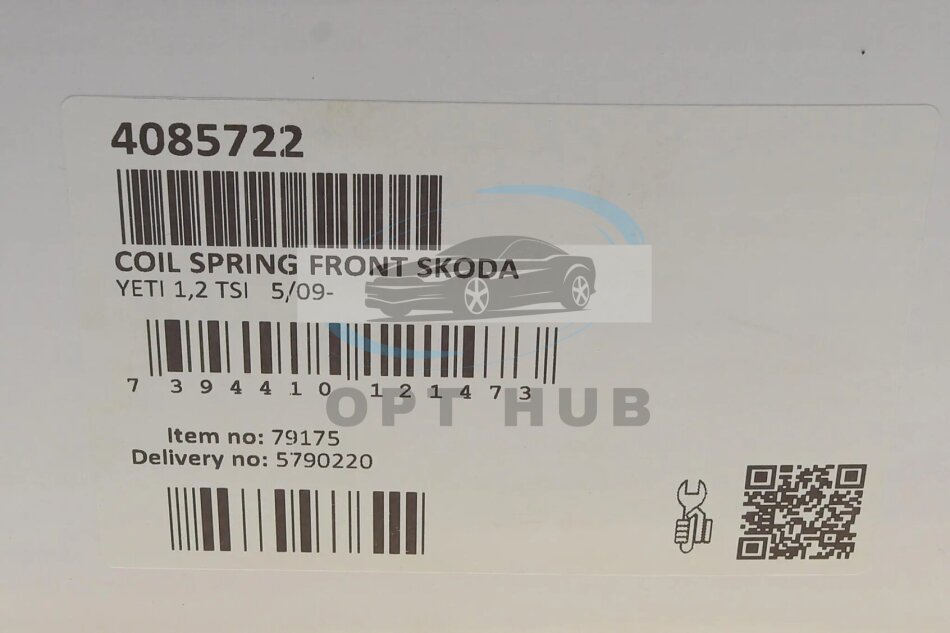 4085722
COIL SPRING FRONT SKODA
YETI 1,2 TSI 5/09-
7 394410 121473
OPT HUB
Item no: 79175
Delivery no: 5790220